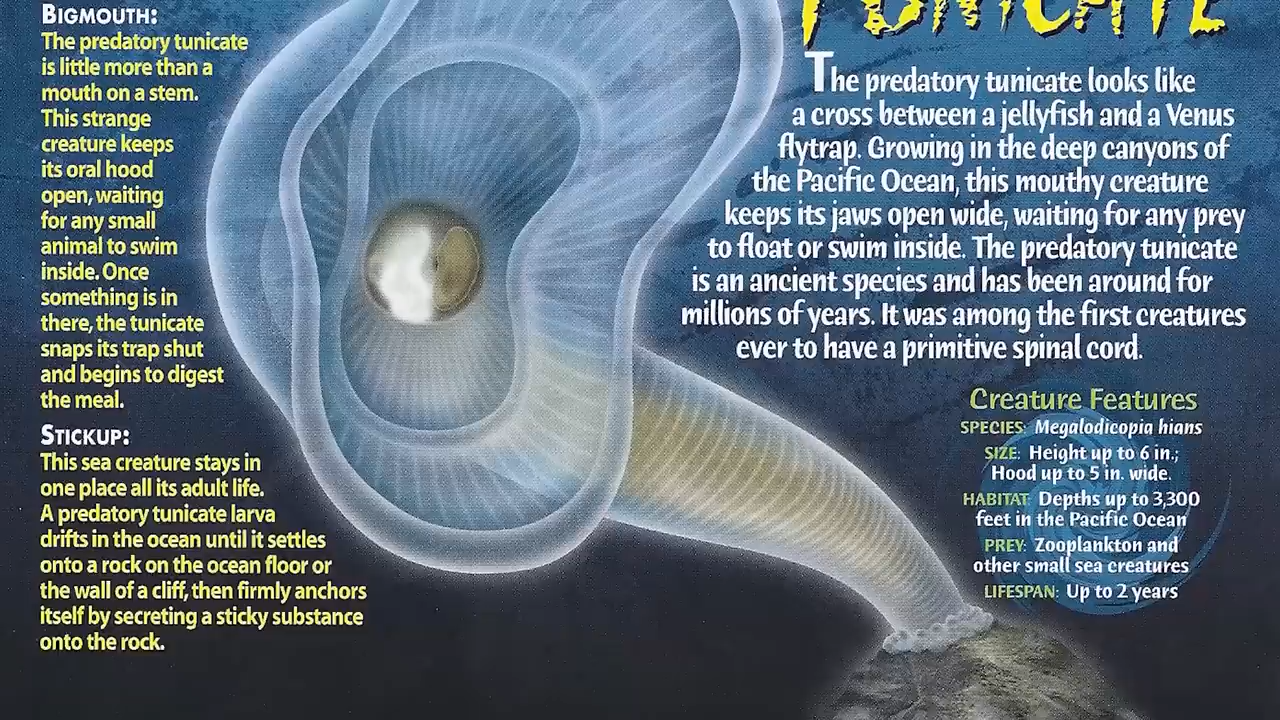 BIGMOUTH:
The predatory tunicate
is little more than a
mouth on a stem.
This strange
creature keeps
its oral hood
open, waiting
for any small
animal to swim
inside. Once
something is in
there, the tunicate
snaps its trap shut
and begins to digest
the meal.
STICKUP:
This sea creature stays in
one place all its adult life.
A predatory tunicate larva
drifts in the ocean until it settles
onto a rock on the ocean floor or
the wall of a cliff, then firmly anchors
itself by secreting a sticky substance
onto the rock.
TUNICATE
The predatory tunicate looks like
a cross between a jellyfish and a Venus
flytrap. Growing in the deep canyons of
the Pacific Ocean, this mouthy creature
keeps its jaws open wide, waiting for any prey
to float or swim inside. The predatory tunicate
is an ancient species and has been around for
millions of years. It was among the first creatures
ever to have a primitive spinal cord.
Creature Features
SPECIES: Megalodicopia hians
SIZE: Height up to 6 in.;
Hood up to 5 in. wide.
HABITAT: Depths up to 3,300
feet in the Pacific Ocean
PREY: Zooplankton and
other small sea creatures
LIFESPAN: Up to 2 years